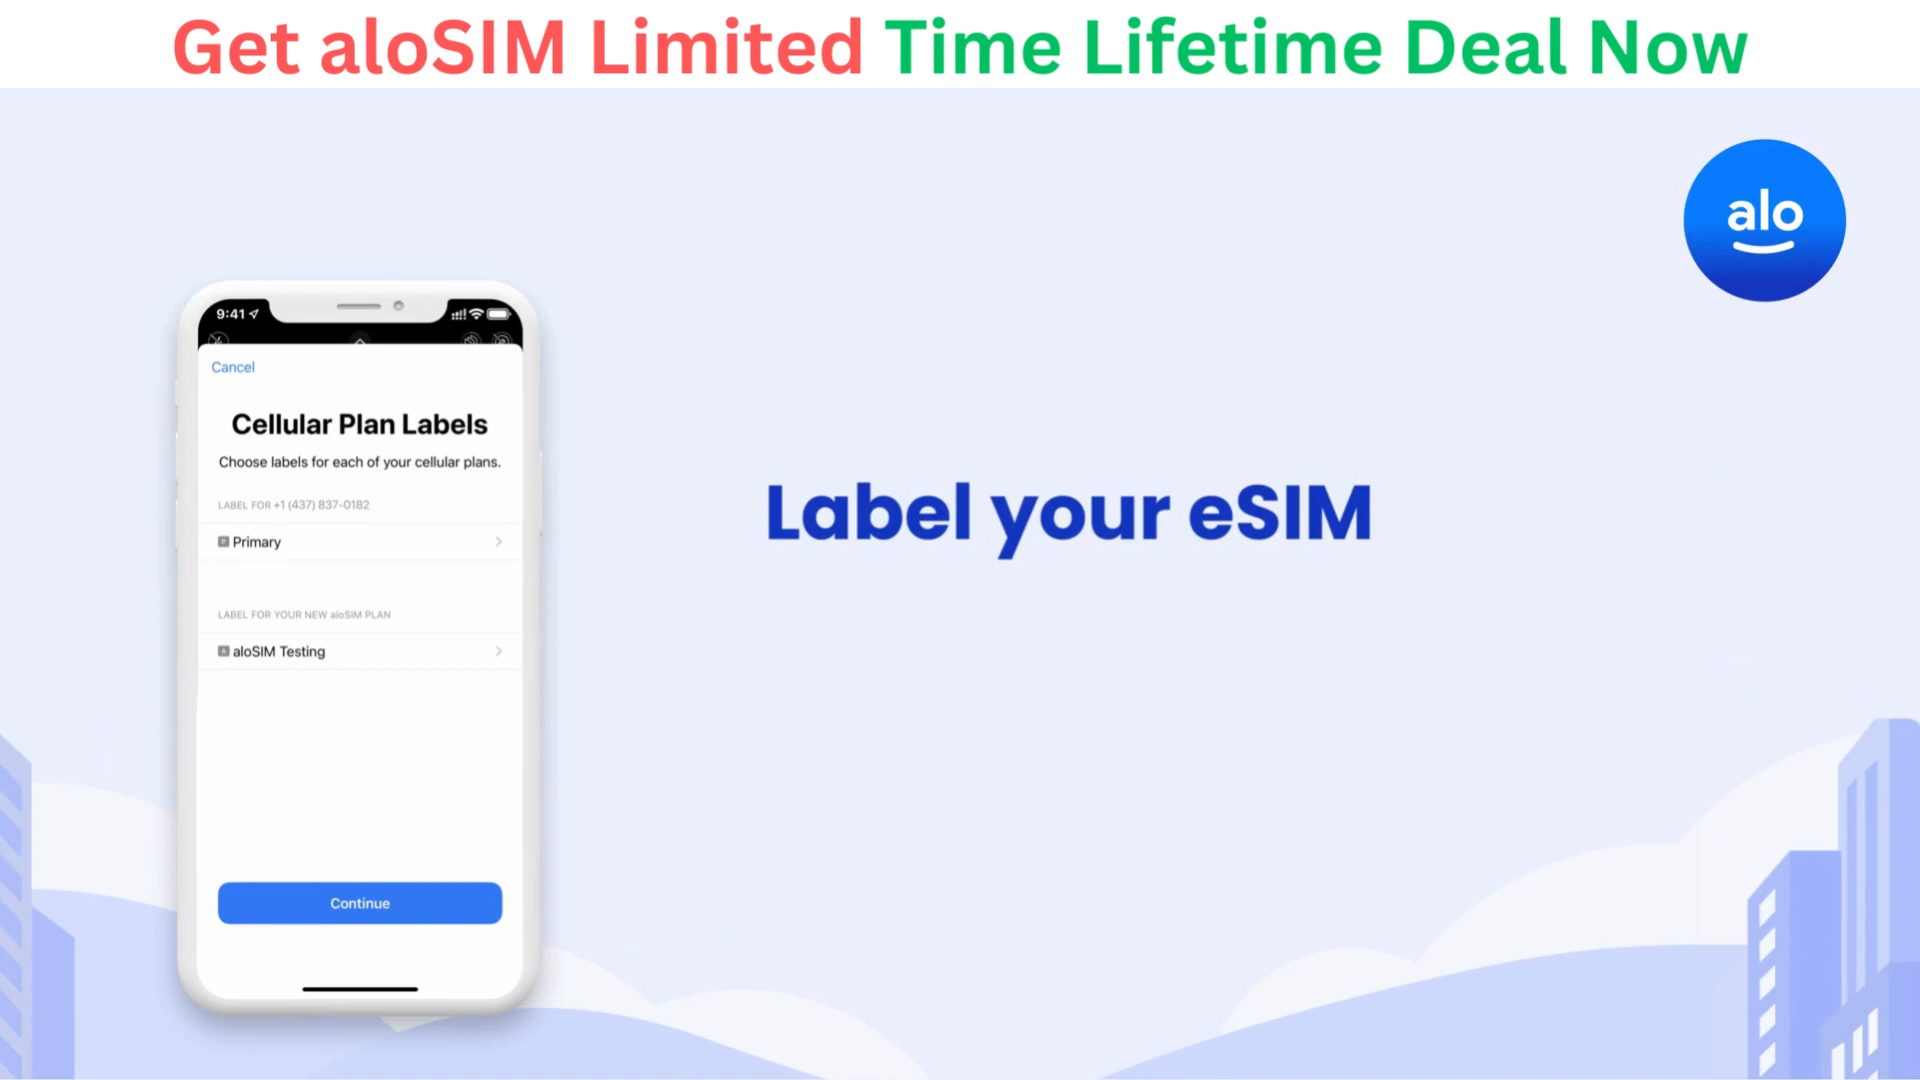 Get aloSIM Limited Time Lifetime Deal Now
alo
9:41
Cancel
Cellular Plan Labels
Choose labels for each of your cellular plans.
LABEL FOR +1 (437) 837-0182
P Primary
Label your eSIM
LABEL FOR YOUR NEW aloSIM PLAN
aloSIM Testing
Continue